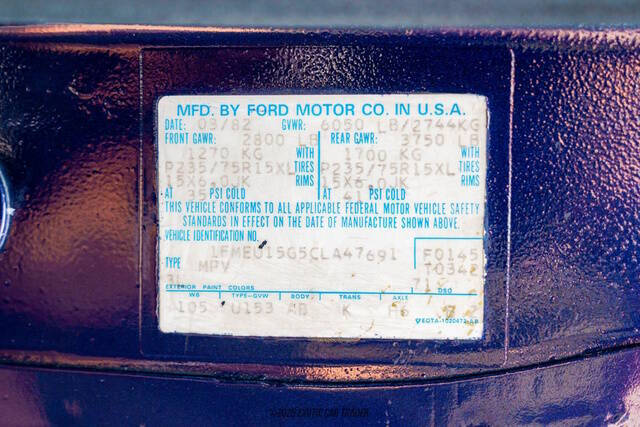 MFD. BY FORD MOTOR CO. IN U.S.A.
DATE: 03/82 GVWR: 6050 LB/2744KG
FRONT GAWR: 2800 LB REAR GAWR: 3750 LB
1270 KG WITH 1700 KG WITH
P235/75R15XL TIRES P235/75R15XL TIRES
15X6.0JK RIMS 15X6.0JK RIMS
AT 35 PSI COLD AT 41 PSI COLD
THIS VEHICLE CONFORMS TO ALL APPLICABLE FEDERAL MOTOR VEHICLE SAFETY
STANDARDS IN EFFECT ON THE DATE OF MANUFACTURE SHOWN ABOVE.
VEHICLE IDENTIFICATION NO.
1FMEU15G5CLA47691 F0145
TYPE MPV T0342
3L
EXTERIOR PAINT COLORS DSO
WB TYPE-GVW BODY TRANS AXLE
105 U153 K